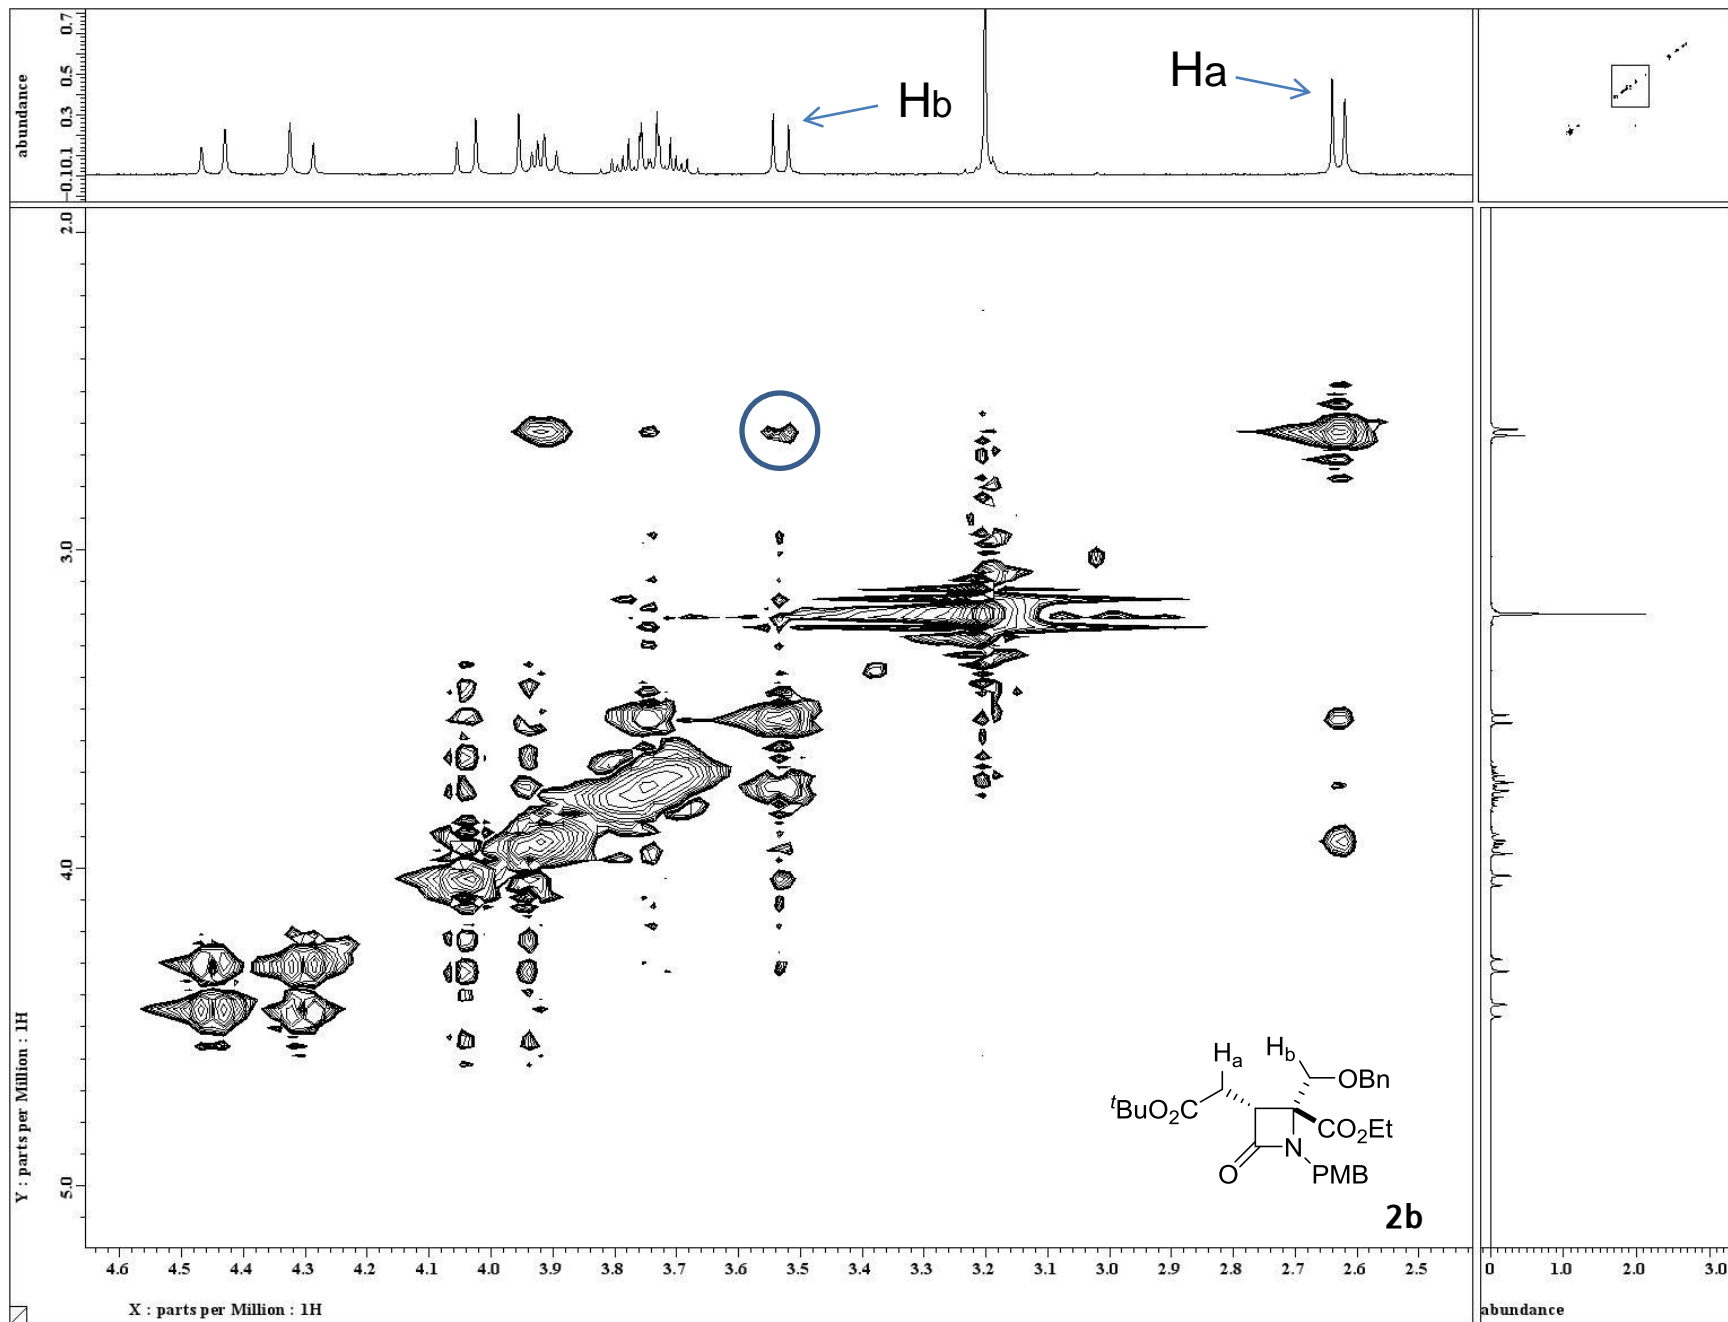 abundance
0.7
0.5
0.3
0.1
-0.10.1
Hb
Ha
2.0
3.0
4.0
5.0
Y : parts per Million : 1H
Ha
Hb
OBn
tBuO2C
CO2Et
N
O
PMB
2b
4.6 4.5 4.4 4.3 4.2 4.1 4.0 3.9 3.8 3.7 3.6 3.5 3.4 3.3 3.2 3.1 3.0 2.9 2.8 2.7 2.6 2.5
0 1.0 2.0 3.0
X : parts per Million : 1H
abundance